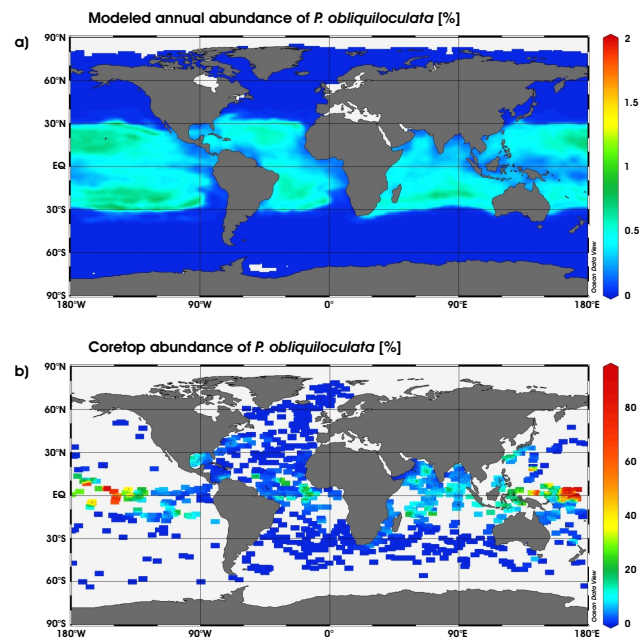 Modeled annual abundance of P. obliquiloculata [%]
a)
90°N
60°N
30°N
EQ
30°S
60°S
90°S
180°W
90°W
0°
90°E
180°E
Ocean Data View
2
1.5
1
0.5
0
Coretop abundance of P. obliquiloculata [%]
b)
90°N
60°N
30°N
EQ
30°S
60°S
90°S
180°W
90°W
0°
90°E
180°E
Ocean Data View
80
60
40
20
0